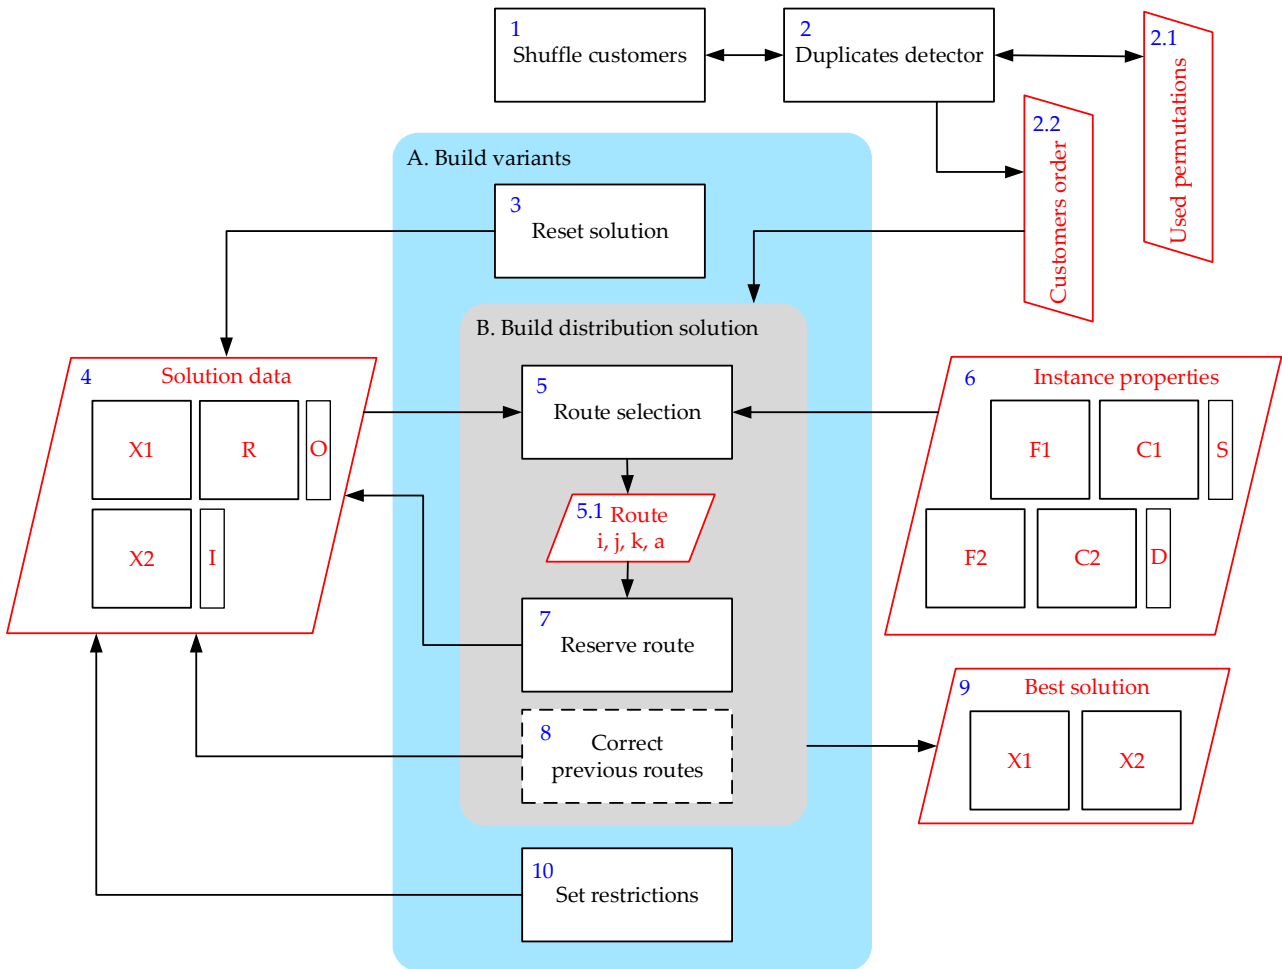 1
Shuffle customers
2
Duplicates detector
2.1
Used permutations
2.2
Customers order
A. Build variants
3
Reset solution
B. Build distribution solution
4
Solution data
X1
R
O
X2
I
5
Route selection
6
Instance properties
F1
C1
S
F2
C2
D
5.1 Route
i, j, k, a
7
Reserve route
8
Correct
previous routes
9
Best solution
X1
X2
10
Set restrictions